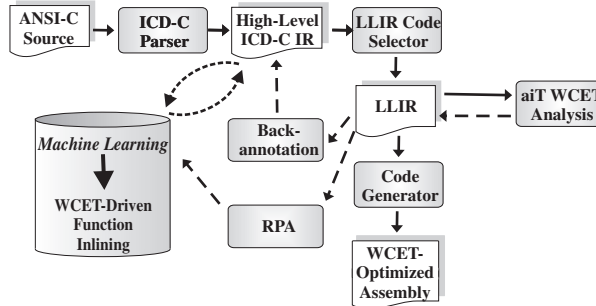 ANSI-C
Source
ICD-C
Parser
High-Level
ICD-C IR
LLIR Code
Selector
LLIR
aiT WCET
Analysis
Back-
annotation
Machine Learning
WCET-Driven
Function
Inlining
RPA
Code
Generator
WCET-
Optimized
Assembly